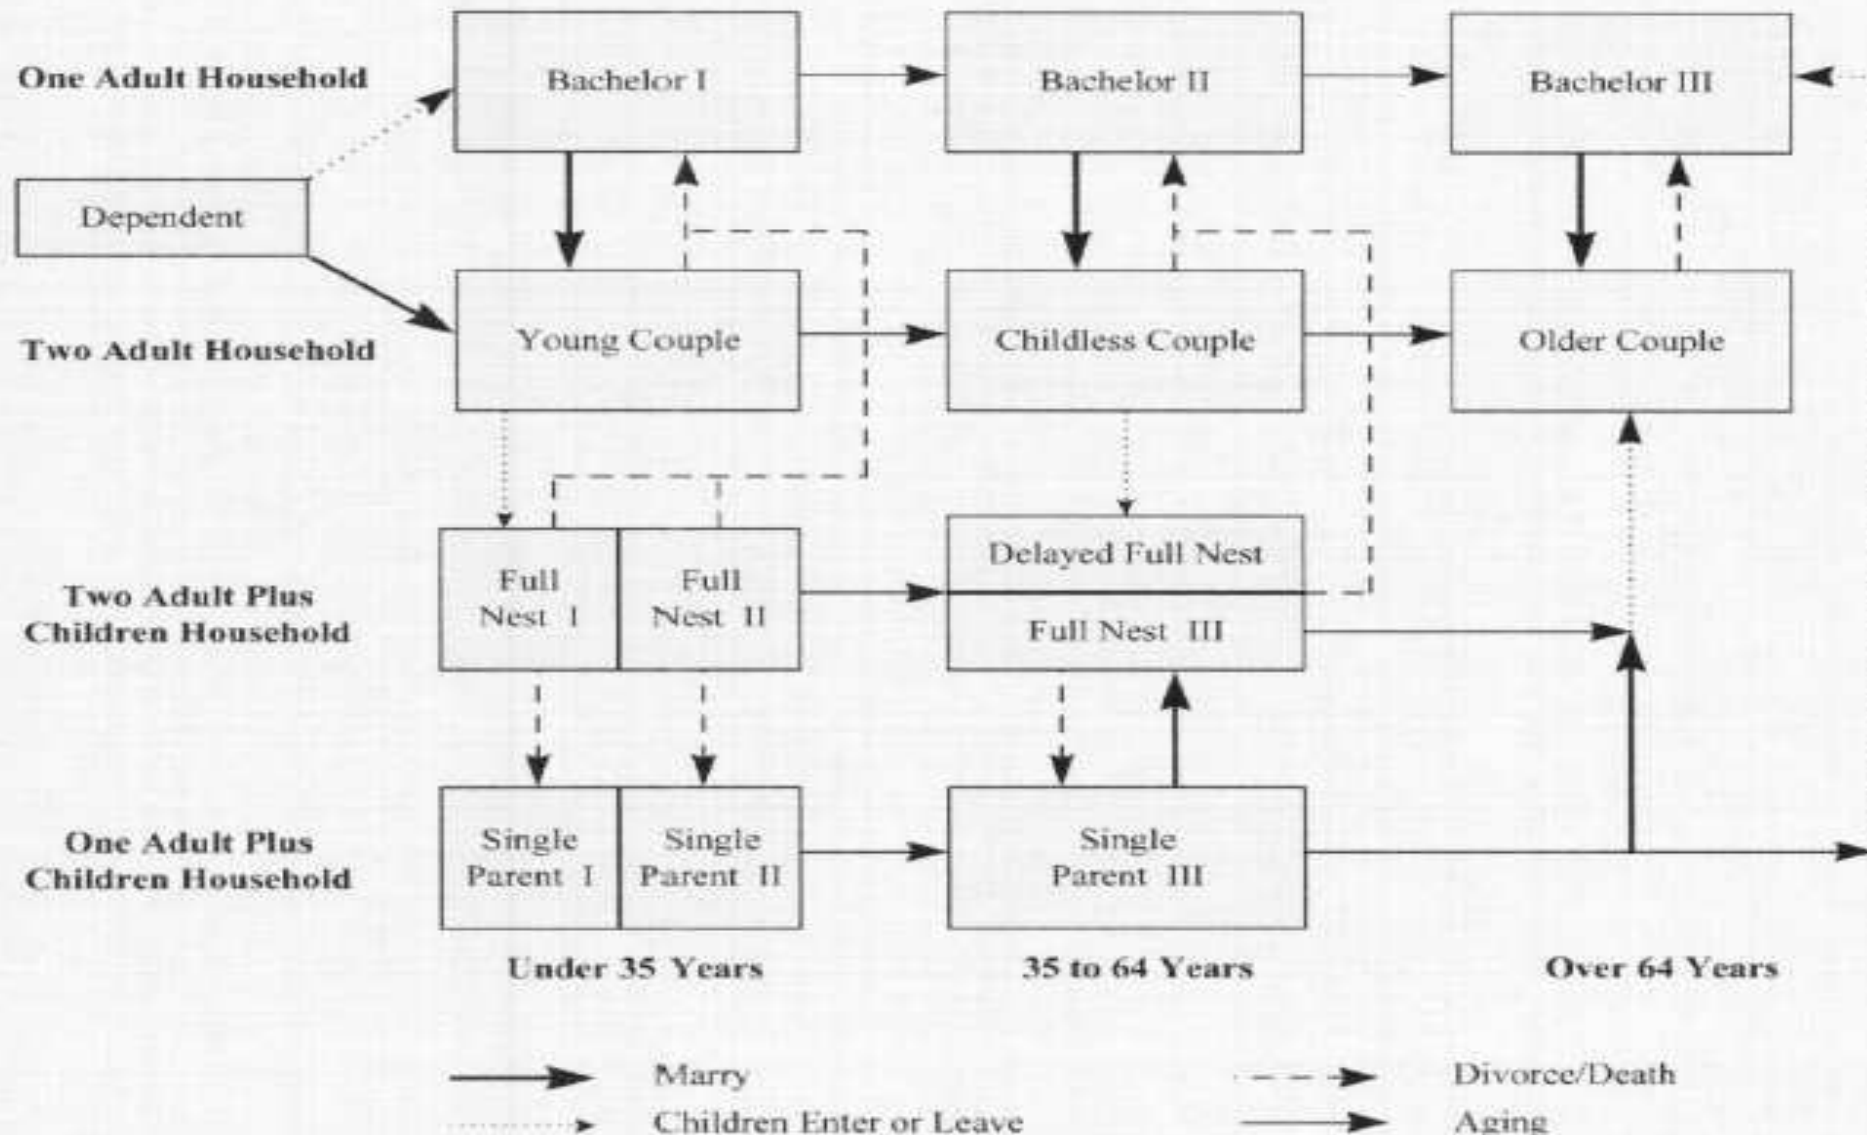 One Adult Household
Bachelor I
Bachelor II
Bachelor III
Dependent
Two Adult Household
Young Couple
Childless Couple
Older Couple
Two Adult Plus
Children Household
Full
Nest I
Full
Nest II
Delayed Full Nest
Full Nest III
One Adult Plus
Children Household
Single
Parent I
Single
Parent II
Single
Parent III
Under 35 Years
35 to 64 Years
Over 64 Years
Marry
Divorce/Death
Children Enter or Leave
Aging